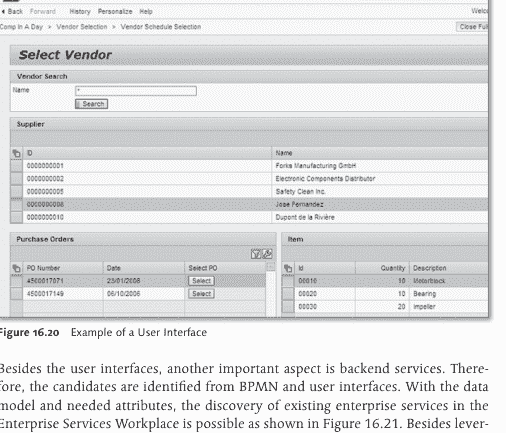 Back Forward History Personalize Help Welc
Comp In A Day > Vendor Selection > Vendor Schedule Selection Close Full
Select Vendor
Vendor Search
Name *
Search
Supplier
ID Name
0000000001 Forks Manufacturing GmbH
0000000002 Electronic Components Distributor
0000000005 Safety Clean Inc.
0000000006 Jose Fernandez
0000000010 Dupont de la Rivière
Purchase Orders Item
PO Number Date Select PO Id Quantity Description
4500017071 23/01/2006 Select 00010 10 Motorblock
4500017149 06/10/2006 Select 00020 10 Bearing
00030 20 Impeller
Figure 16.20 Example of a User Interface
Besides the user interfaces, another important aspect is backend services. There-
fore, the candidates are identified from BPMN and user interfaces. With the data
model and needed attributes, the discovery of existing enterprise services in the
Enterprise Services Workplace is possible as shown in Figure 16.21. Besides lever-